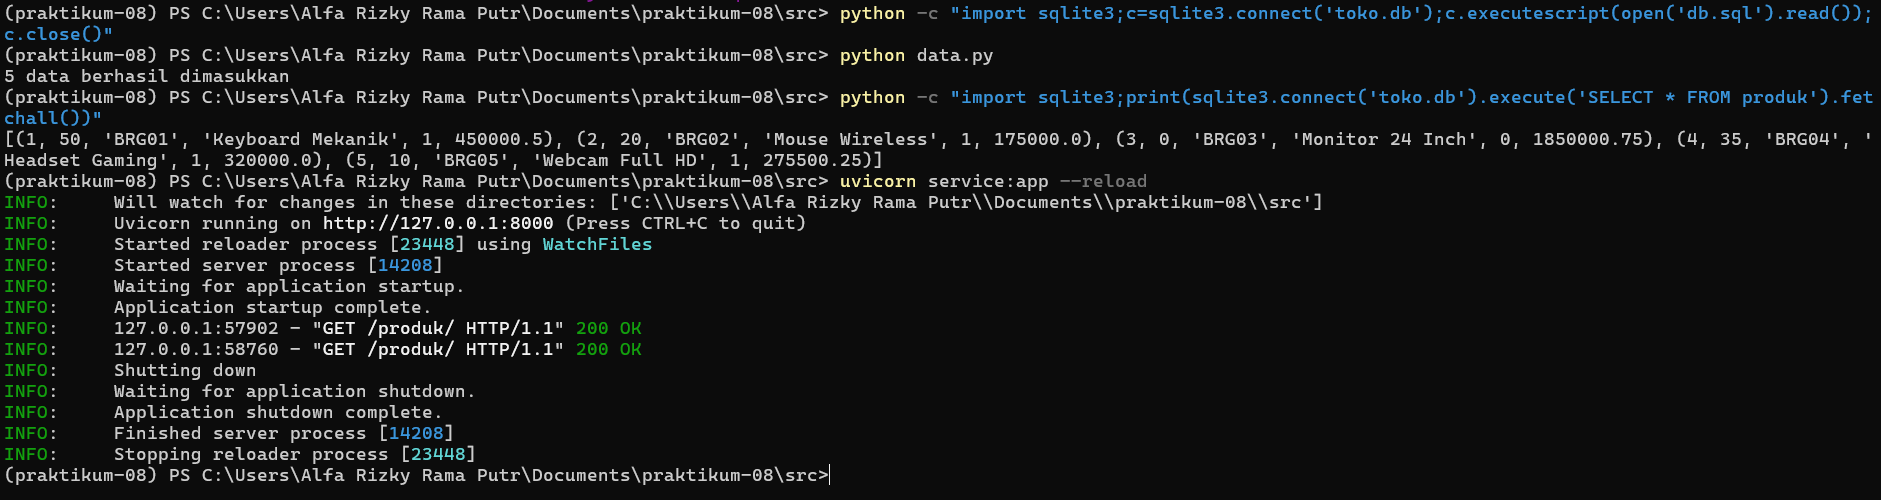 (praktikum-08) PS C:\Users\Alfa Rizky Rama Putr\Documents\praktikum-08\src> python -c "import sqlite3;c=sqlite3.connect('toko.db');c.executescript(open('db.sql').read());
c.close()"
(praktikum-08) PS C:\Users\Alfa Rizky Rama Putr\Documents\praktikum-08\src> python data.py
5 data berhasil dimasukkan
(praktikum-08) PS C:\Users\Alfa Rizky Rama Putr\Documents\praktikum-08\src> python -c "import sqlite3;print(sqlite3.connect('toko.db').execute('SELECT * FROM produk').fet
chall())"
[(1, 50, 'BRG01', 'Keyboard Mekanik', 1, 450000.5), (2, 20, 'BRG02', 'Mouse Wireless', 1, 175000.0), (3, 0, 'BRG03', 'Monitor 24 Inch', 0, 1850000.75), (4, 35, 'BRG04', '
Headset Gaming', 1, 320000.0), (5, 10, 'BRG05', 'Webcam Full HD', 1, 275500.25)]
(praktikum-08) PS C:\Users\Alfa Rizky Rama Putr\Documents\praktikum-08\src> uvicorn service:app --reload
INFO:     Will watch for changes in these directories: ['C:\\Users\\Alfa Rizky Rama Putr\\Documents\\praktikum-08\\src']
INFO:     Uvicorn running on http://127.0.0.1:8000 (Press CTRL+C to quit)
INFO:     Started reloader process [23448] using WatchFiles
INFO:     Started server process [14208]
INFO:     Waiting for application startup.
INFO:     Application startup complete.
INFO:     127.0.0.1:57902 - "GET /produk/ HTTP/1.1" 200 OK
INFO:     127.0.0.1:58760 - "GET /produk/ HTTP/1.1" 200 OK
INFO:     Shutting down
INFO:     Waiting for application shutdown.
INFO:     Application shutdown complete.
INFO:     Finished server process [14208]
INFO:     Stopping reloader process [23448]
(praktikum-08) PS C:\Users\Alfa Rizky Rama Putr\Documents\praktikum-08\src>